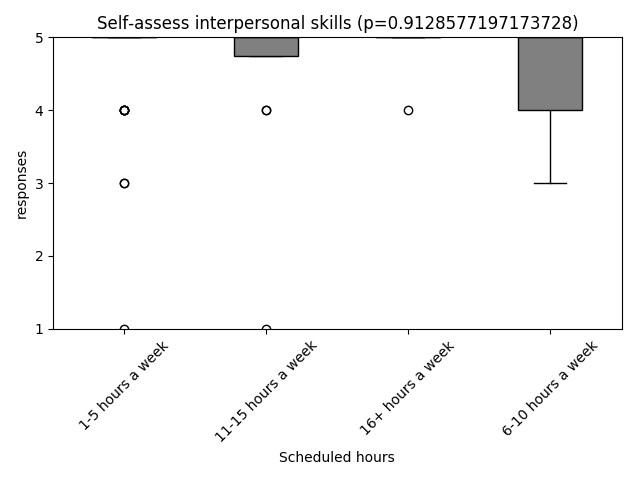 Self-assess interpersonal skills (p=0.9128577197173728)
5
4
3
2
1
responses
1-5 hours a week
11-15 hours a week
16+ hours a week
6-10 hours a week
Scheduled hours